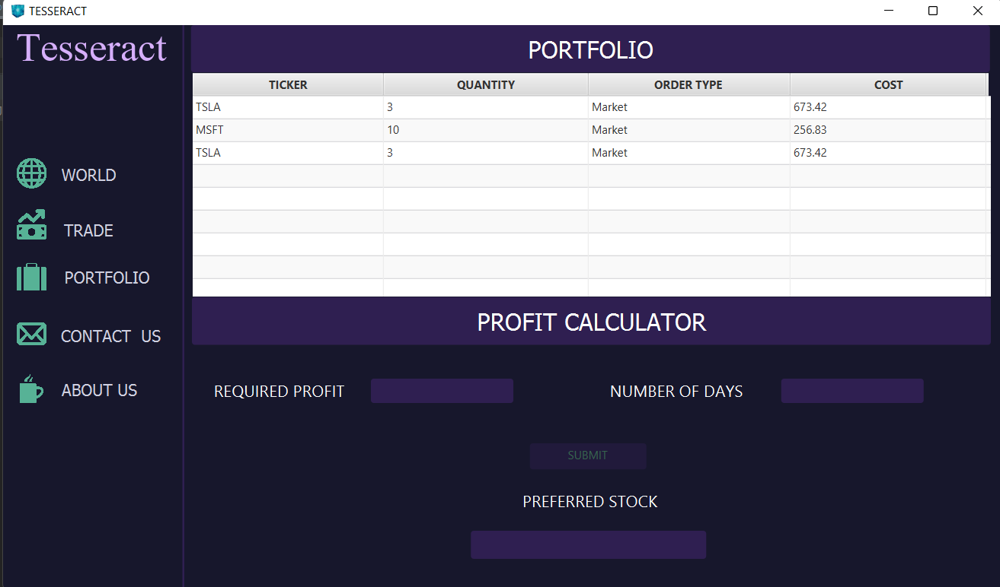 TESSERACT
Tesseract
WORLD
TRADE
PORTFOLIO
CONTACT US
ABOUT US
PORTFOLIO
TICKER QUANTITY ORDER TYPE COST
TSLA 3 Market 673.42
MSFT 10 Market 256.83
TSLA 3 Market 673.42
PROFIT CALCULATOR
REQUIRED PROFIT NUMBER OF DAYS
SUBMIT
PREFERRED STOCK